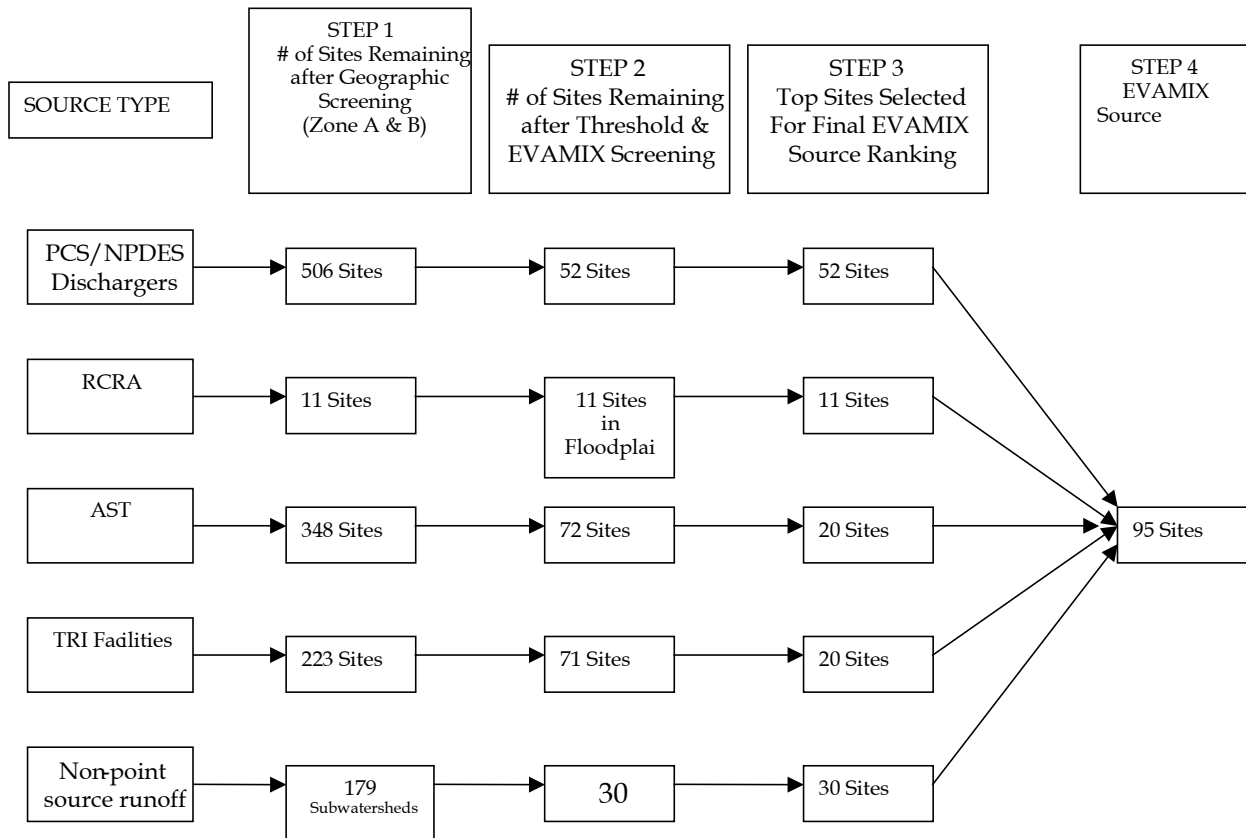 SOURCE TYPE
STEP 1
# of Sites Remaining
after Geographic
Screening
(Zone A & B)
STEP 2
# of Sites Remaining
after Threshold &
EVAMIX Screening
STEP 3
Top Sites Selected
For Final EVAMIX
Source Ranking
STEP 4
EVAMIX
Source
PCS/NPDES
Dischargers
506 Sites
52 Sites
52 Sites
RCRA
11 Sites
11 Sites
in
Floodplai
11 Sites
AST
348 Sites
72 Sites
20 Sites
95 Sites
TRI Facilities
223 Sites
71 Sites
20 Sites
Non-point
source runoff
179
Subwatersheds
30
30 Sites